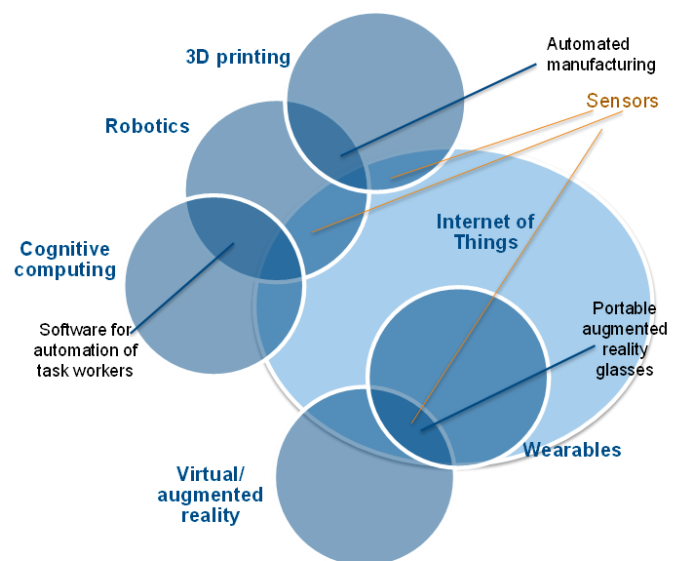 3D printing
Automated
manufacturing
Sensors
Robotics
Internet of
Things
Cognitive
computing
Software for
automation of
task workers
Portable
augmented
reality
glasses
Wearables
Virtual/
augmented
reality